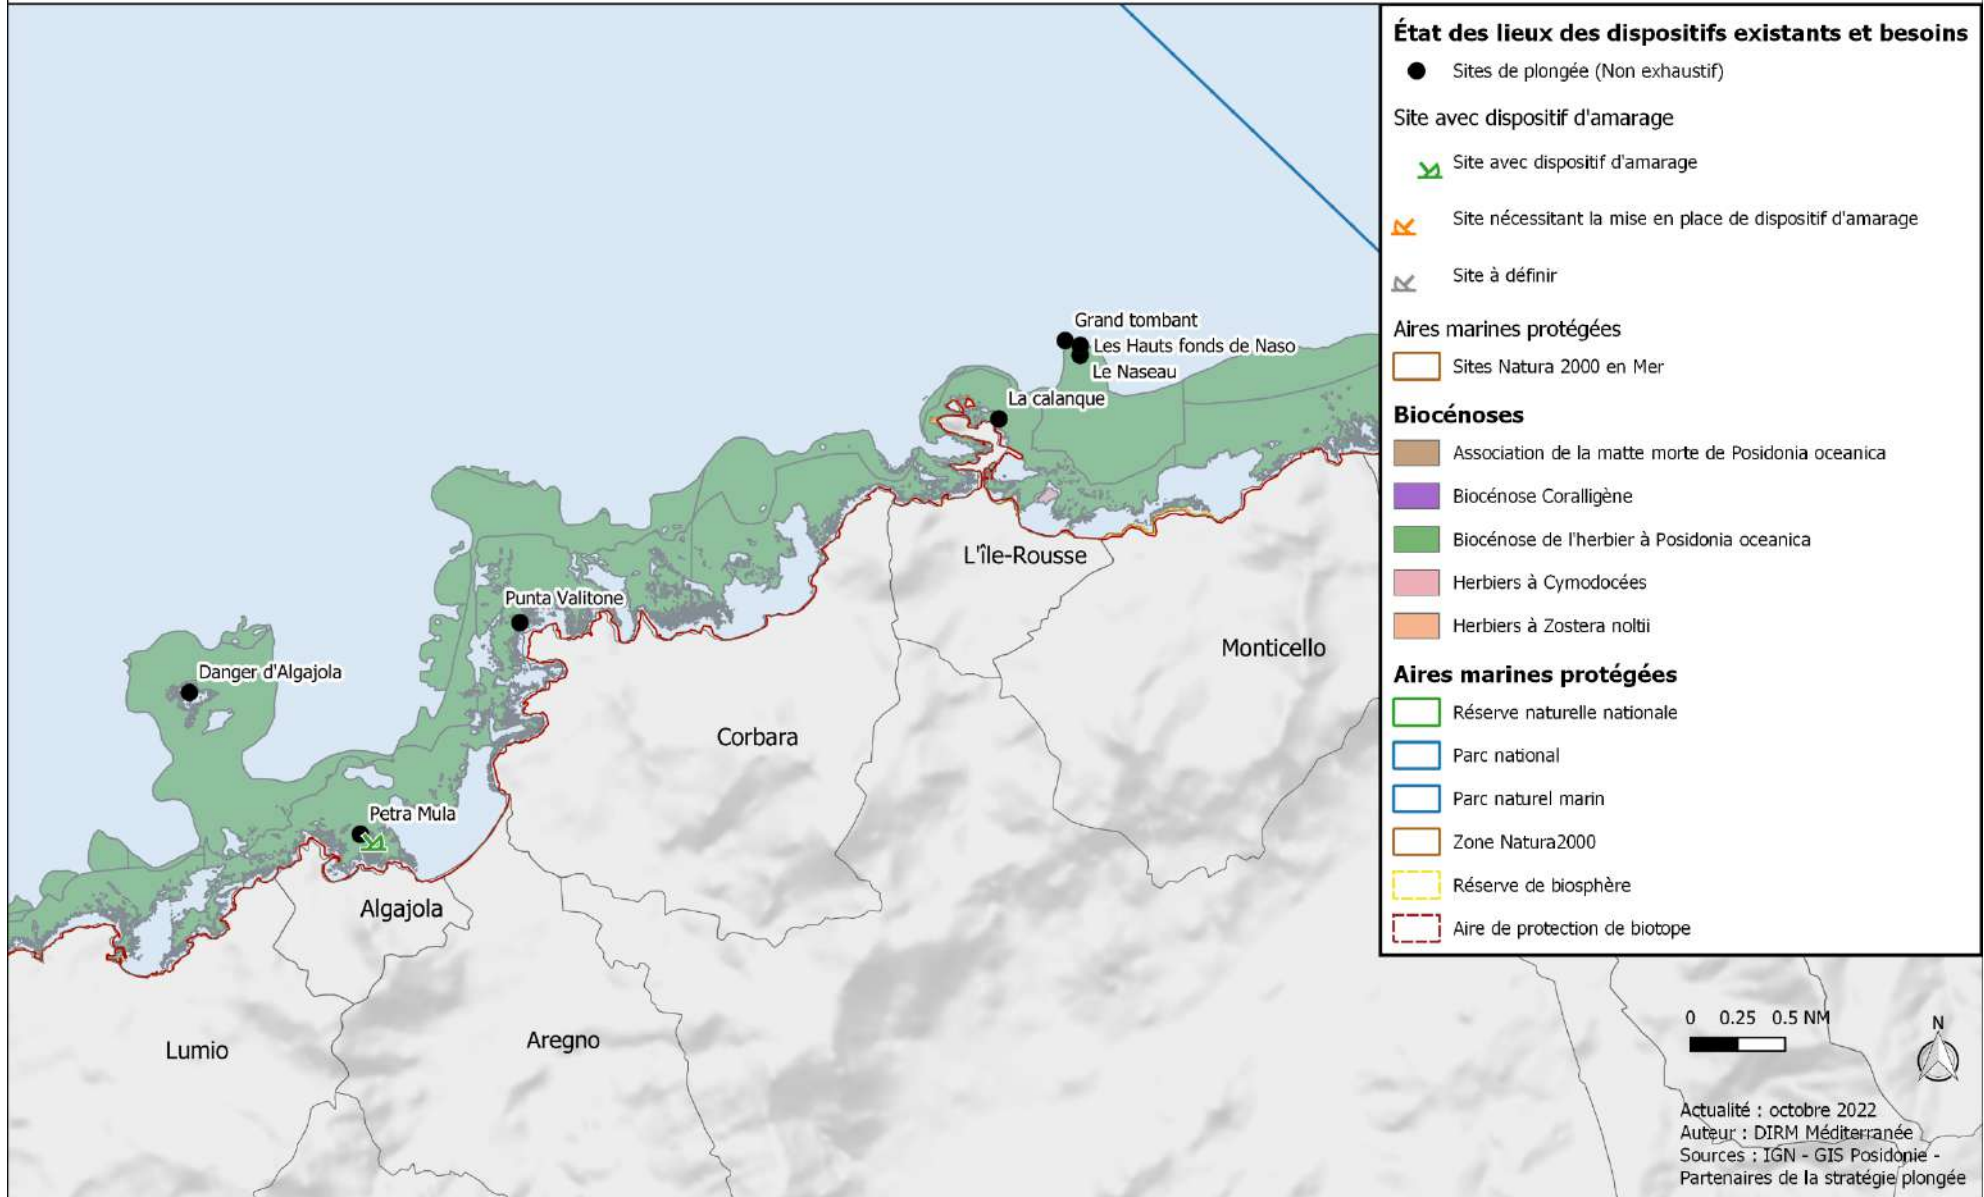 État des lieux des dispositifs existants et besoins
Sites de plongée (Non exhaustif)
Site avec dispositif d'amarage
Site avec dispositif d'amarage
Site nécessitant la mise en place de dispositif d'amarage
Site à définir
Aires marines protégées
Sites Natura 2000 en Mer
Biocénoses
Association de la matte morte de Posidonia oceanica
Biocénose Coralligène
Biocénose de l'herbier à Posidonia oceanica
Herbiers à Cymodocées
Herbiers à Zostera noltii
Aires marines protégées
Réserve naturelle nationale
Parc national
Parc naturel marin
Zone Natura2000
Réserve de biosphère
Aire de protection de biotope
Grand tombant
Les Hauts fonds de Naso
Le Naseau
La calanque
L'île-Rousse
Punta Valitone
Monticello
Danger d'Algajola
Corbara
Petra Mula
Algajola
Lumio
Aregno
0 0.25 0.5 NM
N
Actualité : octobre 2022
Auteur : DIRM Méditerranée
Sources : IGN - GIS Posidonie -
Partenaires de la stratégie plongée